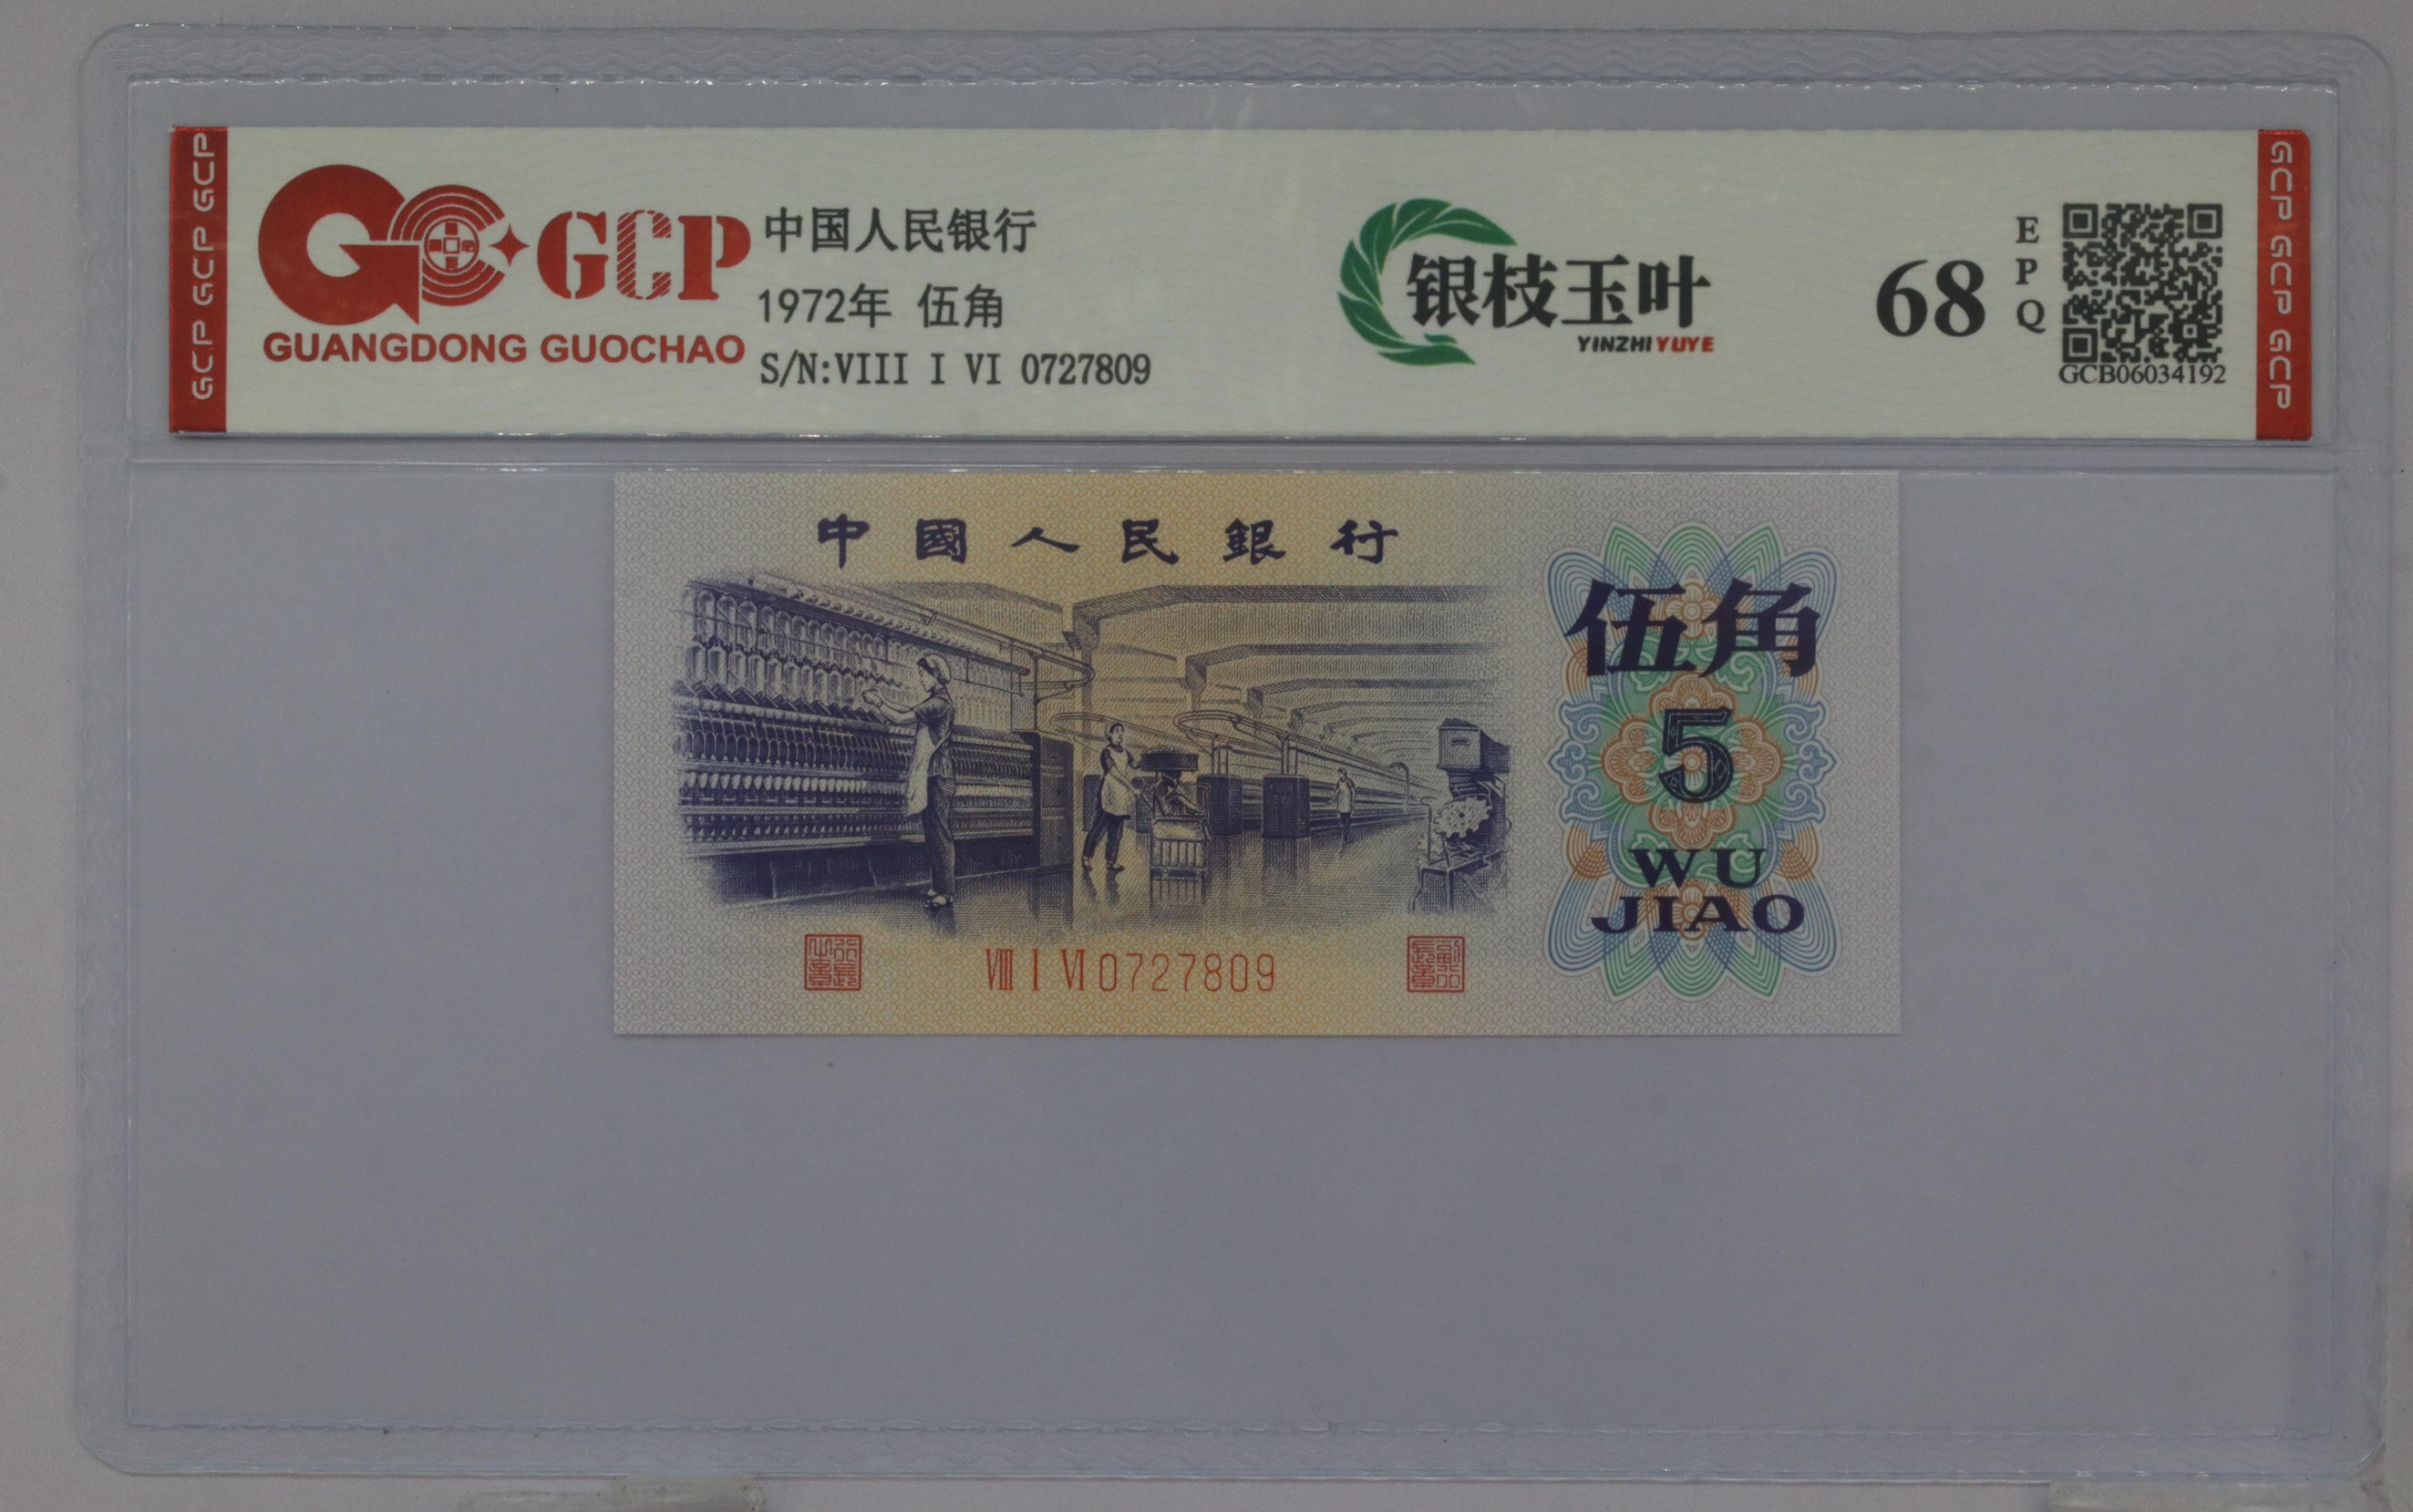 GCP GCP GCP
GCP
GUANGDONG GUOCHAO
中国人民银行
1972年 伍角
S/N:VIII I VI 0727809
银枝玉叶
YINZHIYUYE
68
EPQ
GCB06034192
GCP GCP GCP
中國人民銀行
伍角
5
WU
JIAO
VIII I VI 0727809